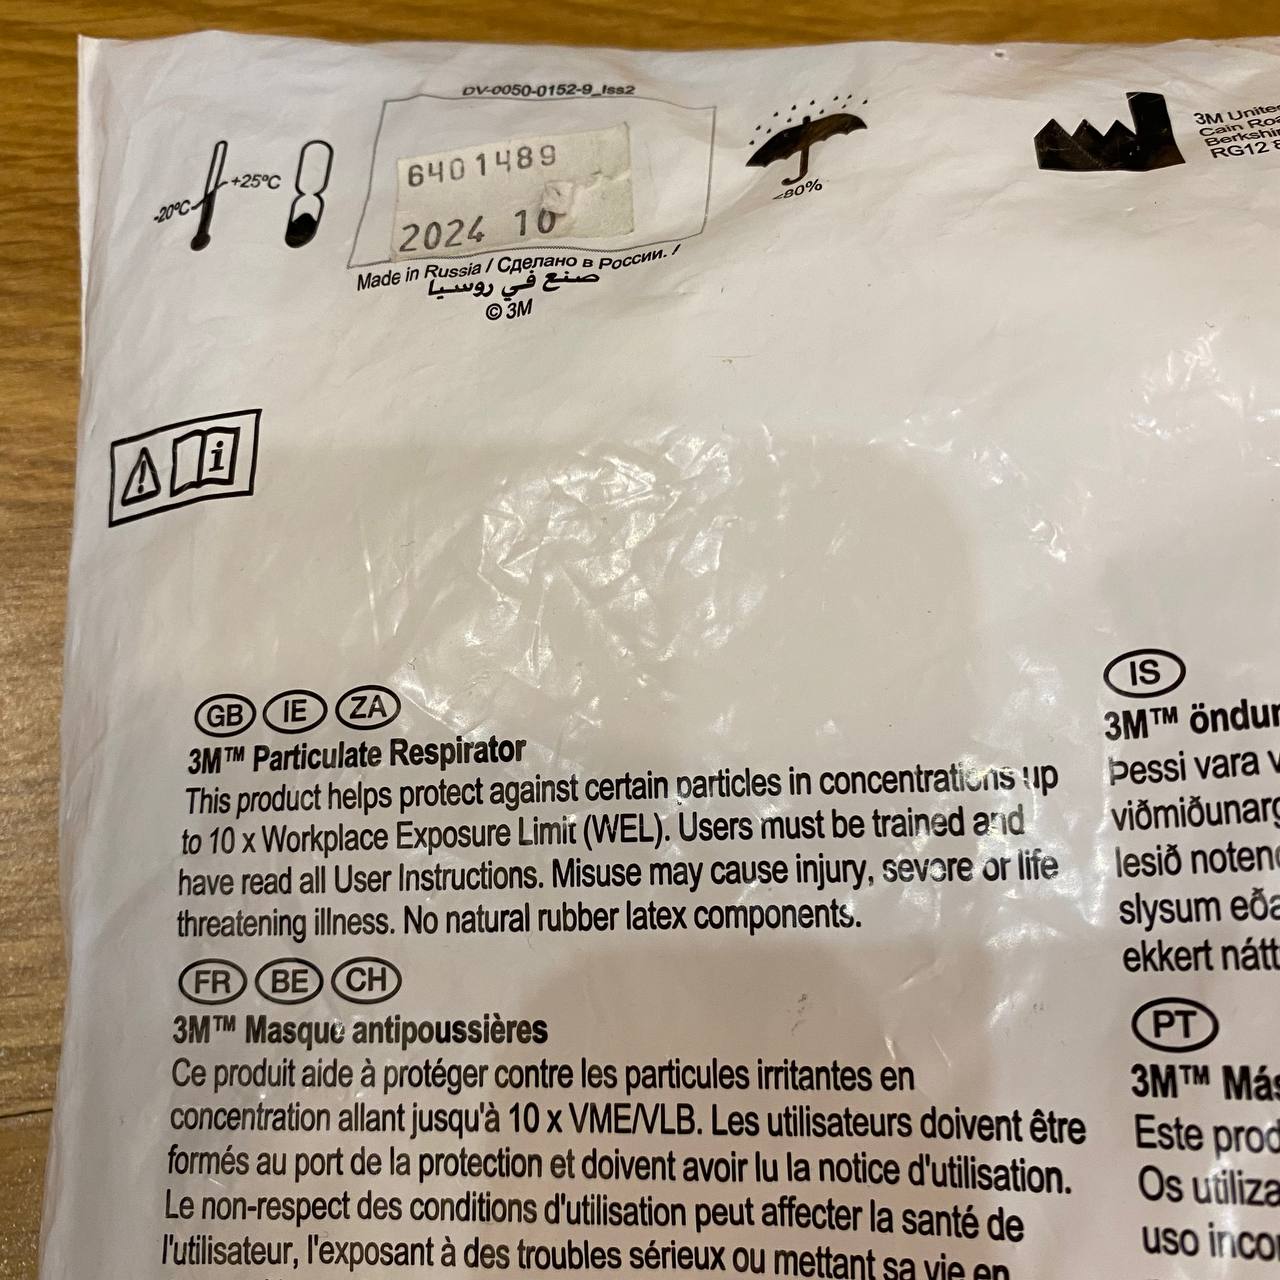 DV-0050-0152-9_Iss2
-20ºC
+25ºC
6401489
2024 10
<80%
3M Unite
Cain Roa
Berkshi
RG12 8
Made in Russia / Сделано в России. /
صنع في روسيا
© 3M
i
GB IE ZA
3M™ Particulate Respirator
This product helps protect against certain particles in concentrations up
to 10 x Workplace Exposure Limit (WEL). Users must be trained and
have read all User Instructions. Misuse may cause injury, severe or life
threatening illness. No natural rubber latex components.
FR BE CH
3M™ Masque antipoussières
Ce produit aide à protéger contre les particules irritantes en
concentration allant jusqu'à 10 x VME/VLB. Les utilisateurs doivent être
formés au port de la protection et doivent avoir lu la notice d'utilisation.
Le non-respect des conditions d'utilisation peut affecter la santé de
l'utilisateur, l'exposant à des troubles sérieux ou mettant sa vie en
IS
3M™ öndur
Þessi vara v
viðmiðunar
lesið noten
slysum eða
ekkert nátt
PT
3M™ Más
Este prod
Os utiliza
uso inco